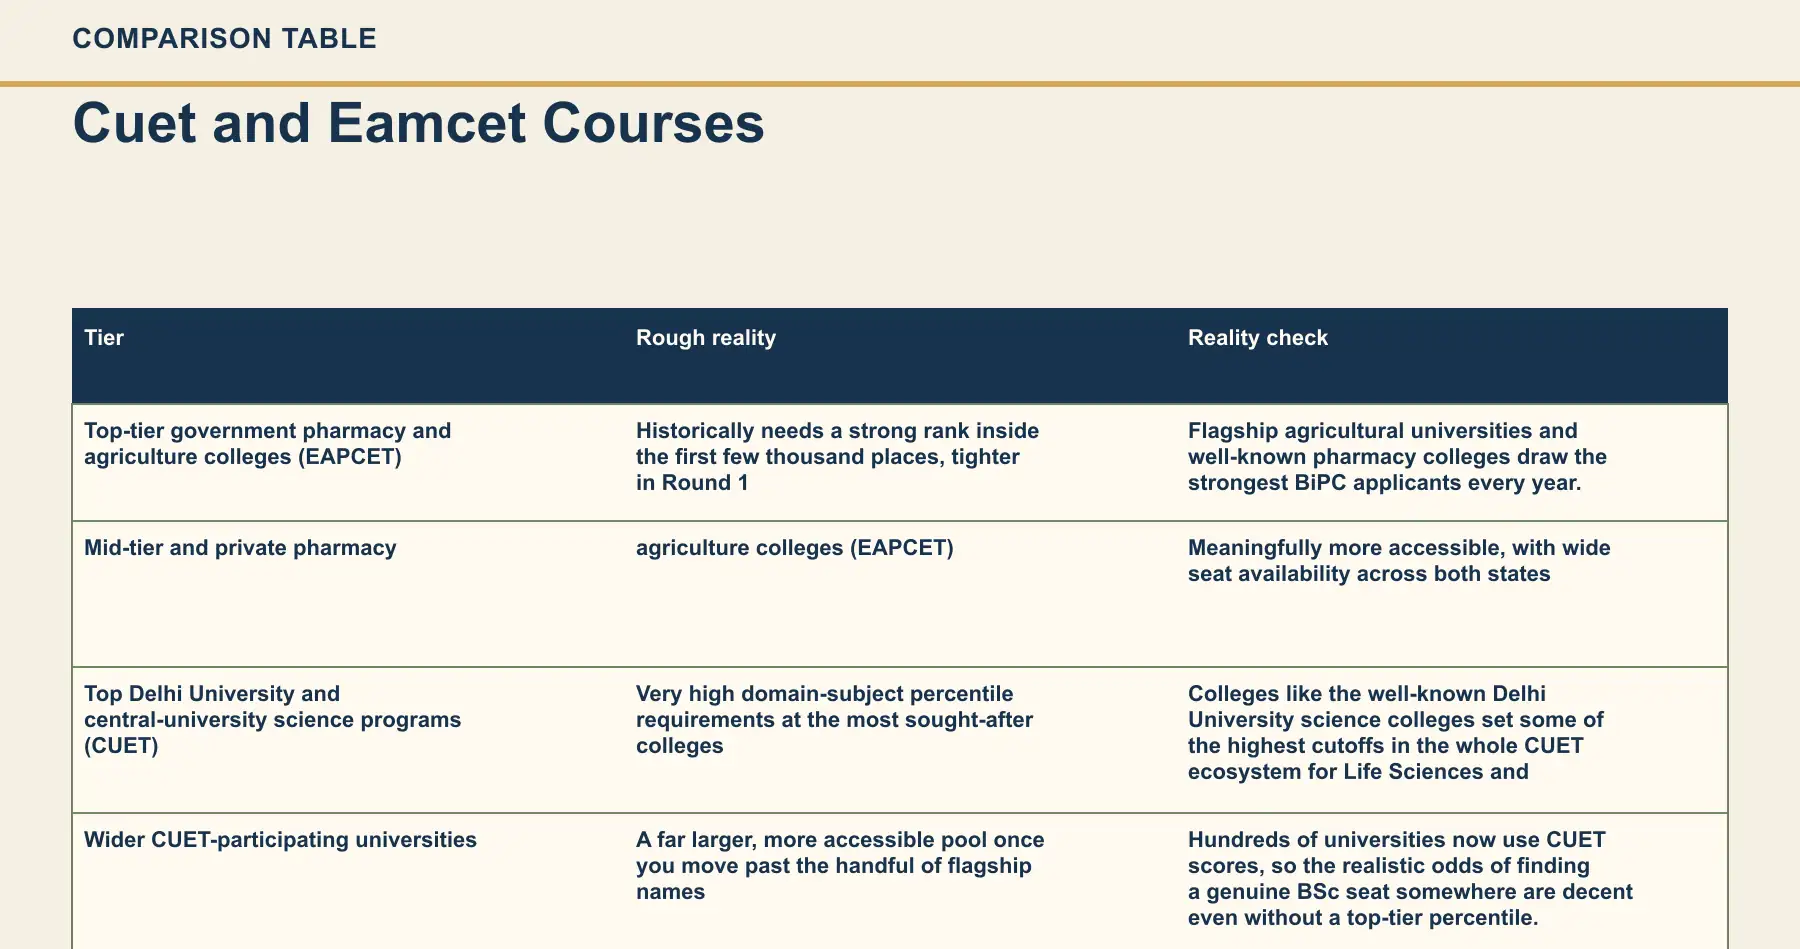 COMPARISON TABLE
Cuet and Eamcet Courses
Tier
Rough reality
Reality check
Top-tier government pharmacy and
agriculture colleges (EAPCET)
Historically needs a strong rank inside
the first few thousand places, tighter
in Round 1
Flagship agricultural universities and
well-known pharmacy colleges draw the
strongest BiPC applicants every year.
Mid-tier and private pharmacy
agriculture colleges (EAPCET)
Meaningfully more accessible, with wide
seat availability across both states
Top Delhi University and
central-university science programs
(CUET)
Very high domain-subject percentile
requirements at the most sought-after
colleges
Colleges like the well-known Delhi
University science colleges set some of
the highest cutoffs in the whole CUET
ecosystem for Life Sciences and
Wider CUET-participating universities
A far larger, more accessible pool once
you move past the handful of flagship
names
Hundreds of universities now use CUET
scores, so the realistic odds of finding
a genuine BSc seat somewhere are decent
even without a top-tier percentile.